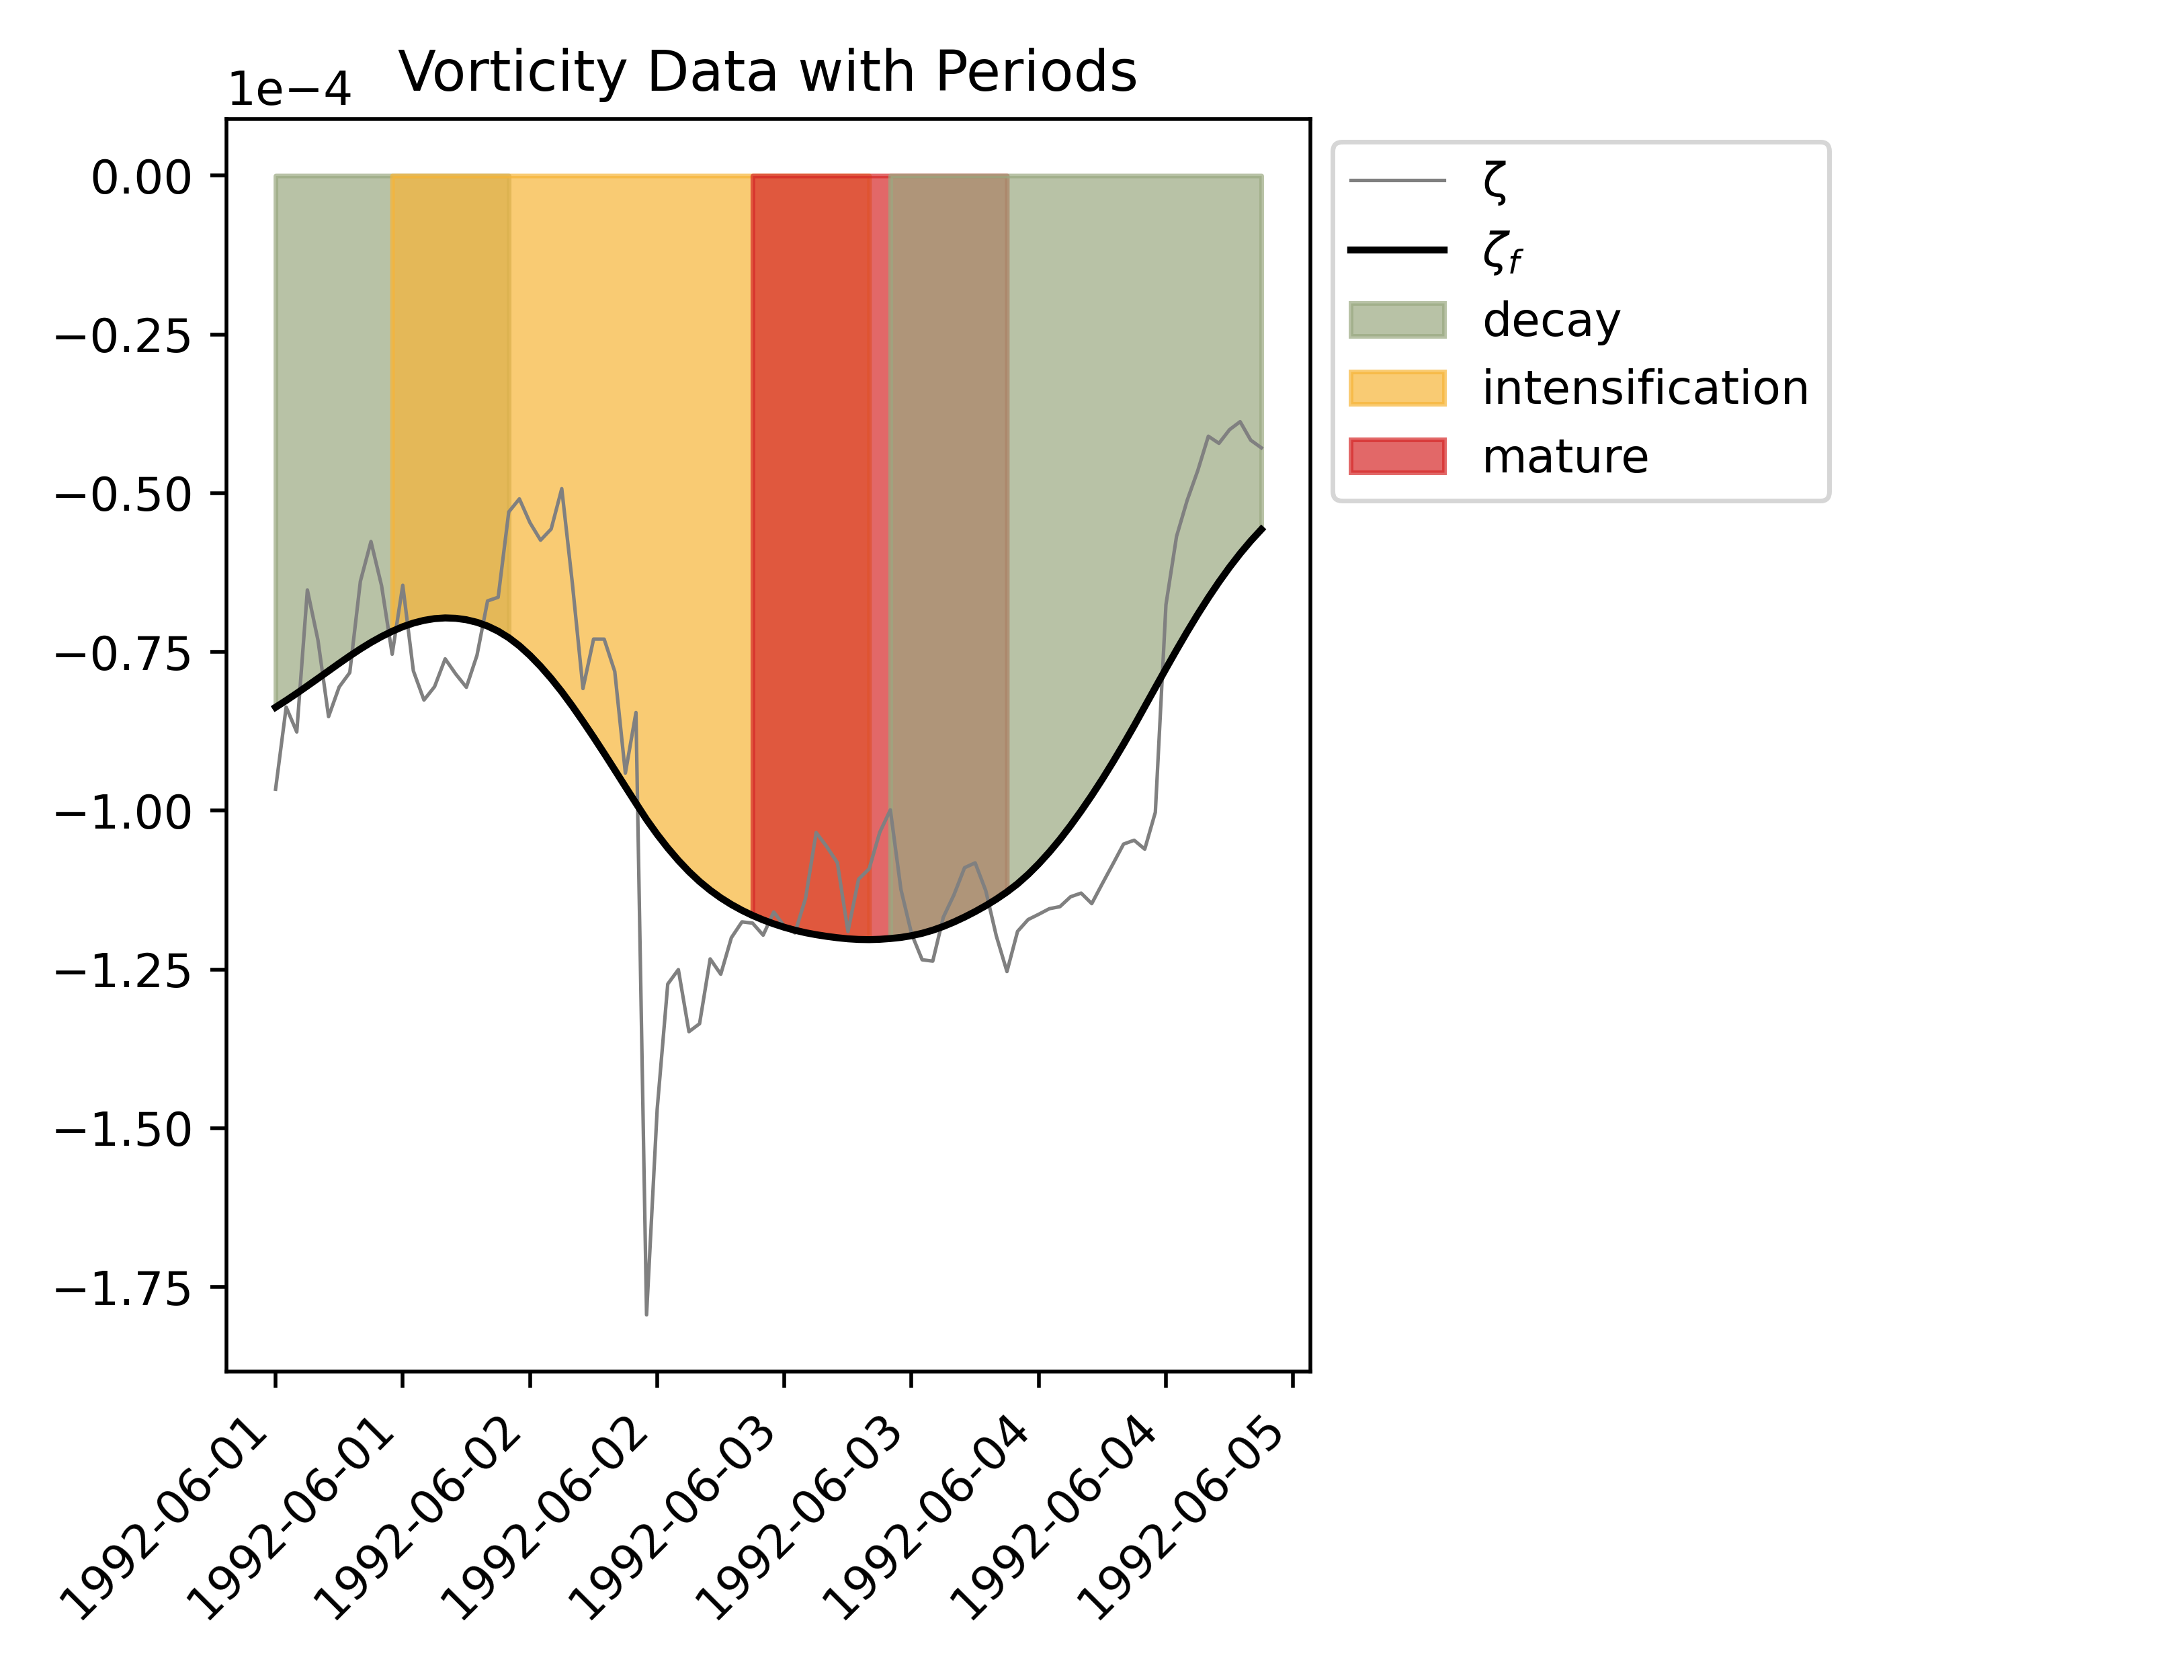 Vorticity Data with Periods
1e−4
0.00
−0.25
−0.50
−0.75
−1.00
−1.25
−1.50
−1.75
1992-06-01
1992-06-01
1992-06-02
1992-06-02
1992-06-03
1992-06-03
1992-06-04
1992-06-04
1992-06-05
ζ
ζf
decay
intensification
mature